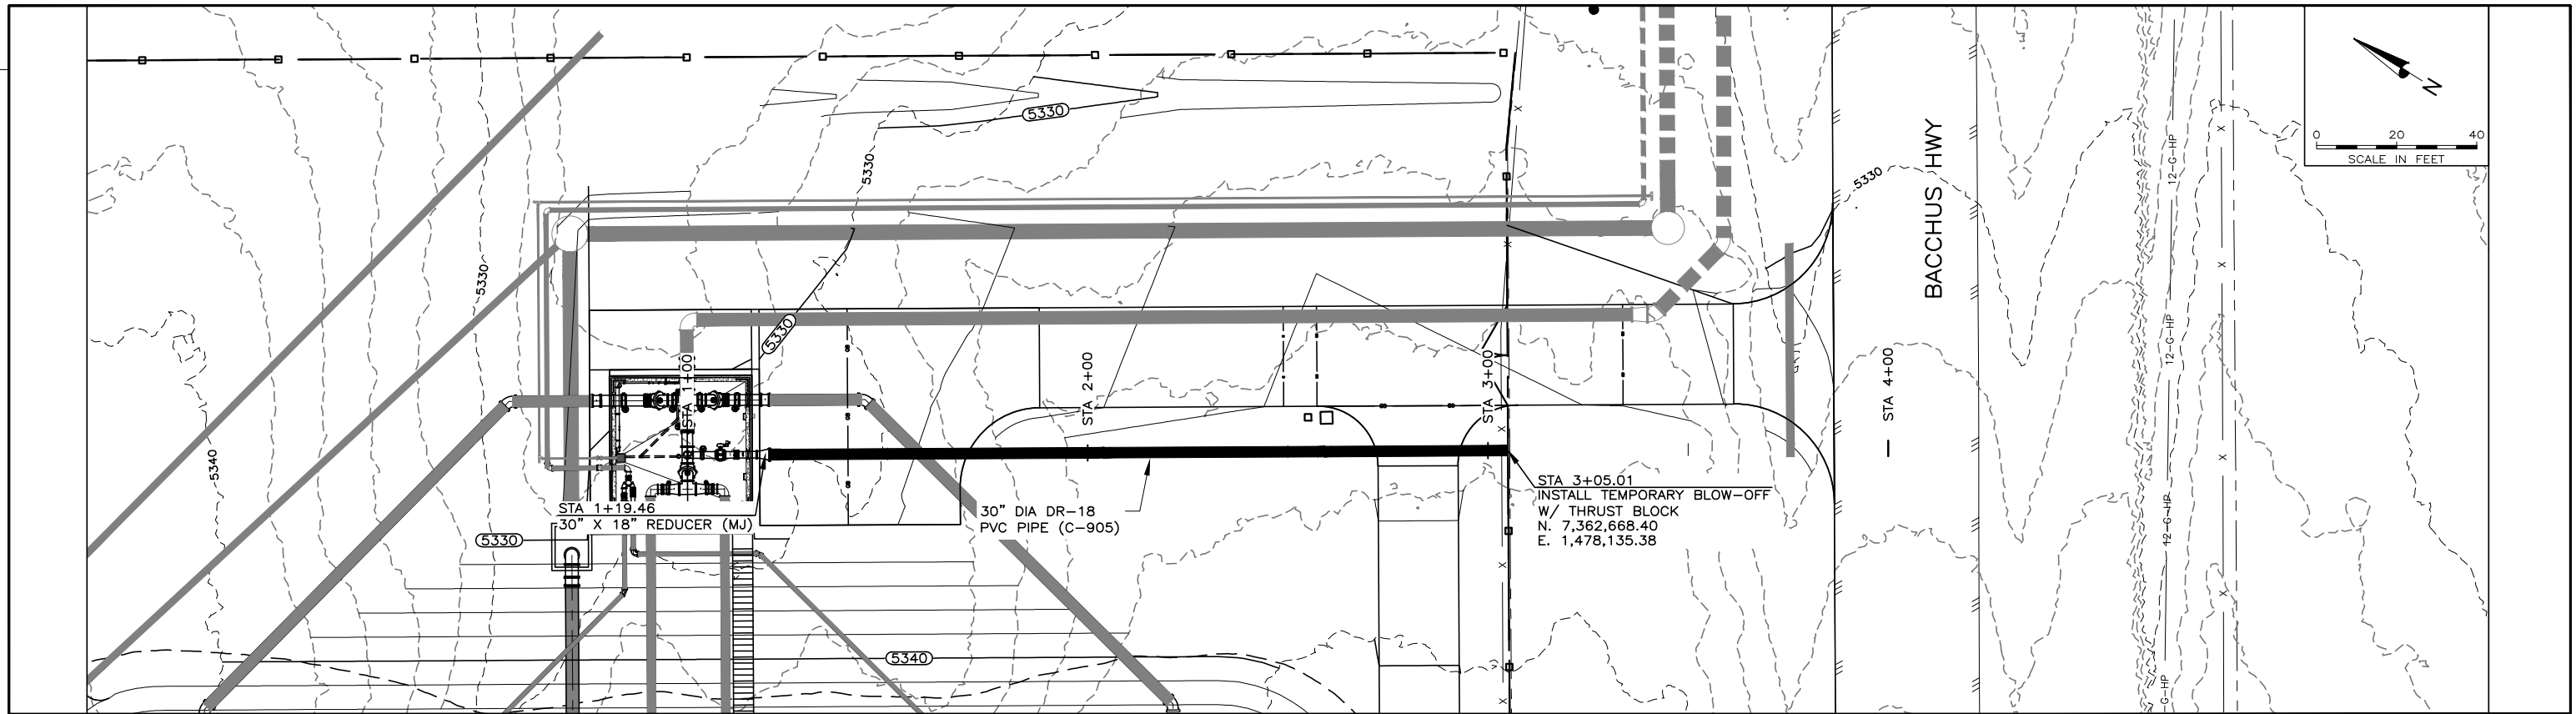 5330
5330
5330
5330
5330
5340
5330
5340
STA 1+00
STA 2+00
STA 3+00
STA 4+00
BACCHUS HWY
12-G-HP
12-G-HP
12-G-HP
12-G-HP
G-HP
N
0 20 40
SCALE IN FEET
STA 1+19.46
30" X 18" REDUCER (MJ)
30" DIA DR-18
PVC PIPE (C-905)
STA 3+05.01
INSTALL TEMPORARY BLOW-OFF
W/ THRUST BLOCK
N. 7,362,668.40
E. 1,478,135.38